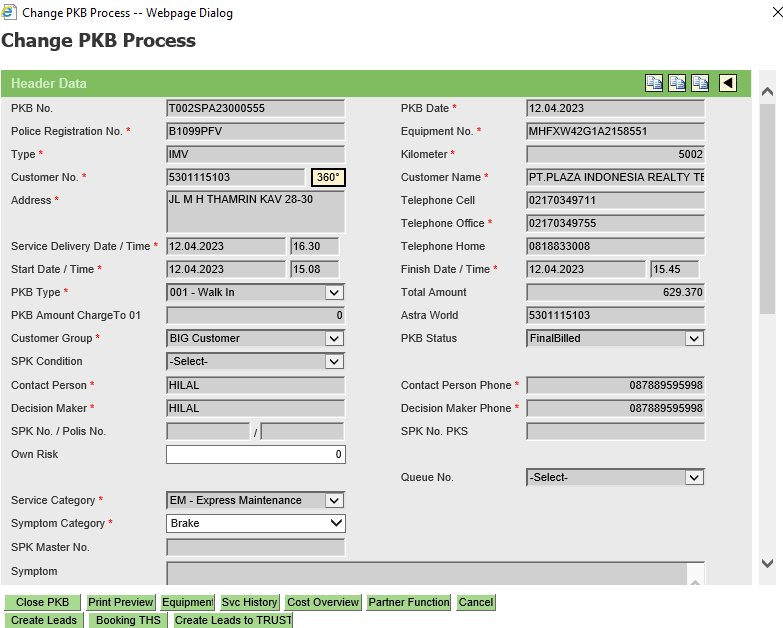 Change PKB Process -- Webpage Dialog
Change PKB Process
Header Data
PKB No. T002SPA23000555 PKB Date * 12.04.2023
Police Registration No. * B1099PFV Equipment No. * MHFXW42G1A2158551
Type * IMV Kilometer * 5002
Customer No. * 5301115103 360° Customer Name * PT.PLAZA INDONESIA REALTY TE
Address * JL M H THAMRIN KAV 28-30 Telephone Cell 02170349711
Telephone Office * 02170349755
Service Delivery Date / Time * 12.04.2023 16.30 Telephone Home 0818833008
Start Date / Time * 12.04.2023 15.08 Finish Date / Time * 12.04.2023 15.45
PKB Type * 001 - Walk In Total Amount 629.370
PKB Amount ChargeTo 01 0 Astra World 5301115103
Customer Group * BIG Customer PKB Status FinalBilled
SPK Condition -Select-
Contact Person * HILAL Contact Person Phone * 087889595998
Decision Maker * HILAL Decision Maker Phone * 087889595998
SPK No. / Polis No. / SPK No. PKS
Own Risk 0
Queue No. -Select-
Service Category * EM - Express Maintenance
Symptom Category * Brake
SPK Master No.
Symptom
Close PKB Print Preview Equipment Svc History Cost Overview Partner Function Cancel
Create Leads Booking THS Create Leads to TRUST